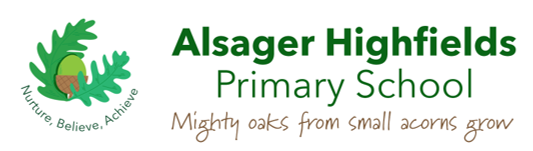 Nurture, Believe, Achieve
Alsager Highfields
Primary School
Mighty oaks from small acorns grow